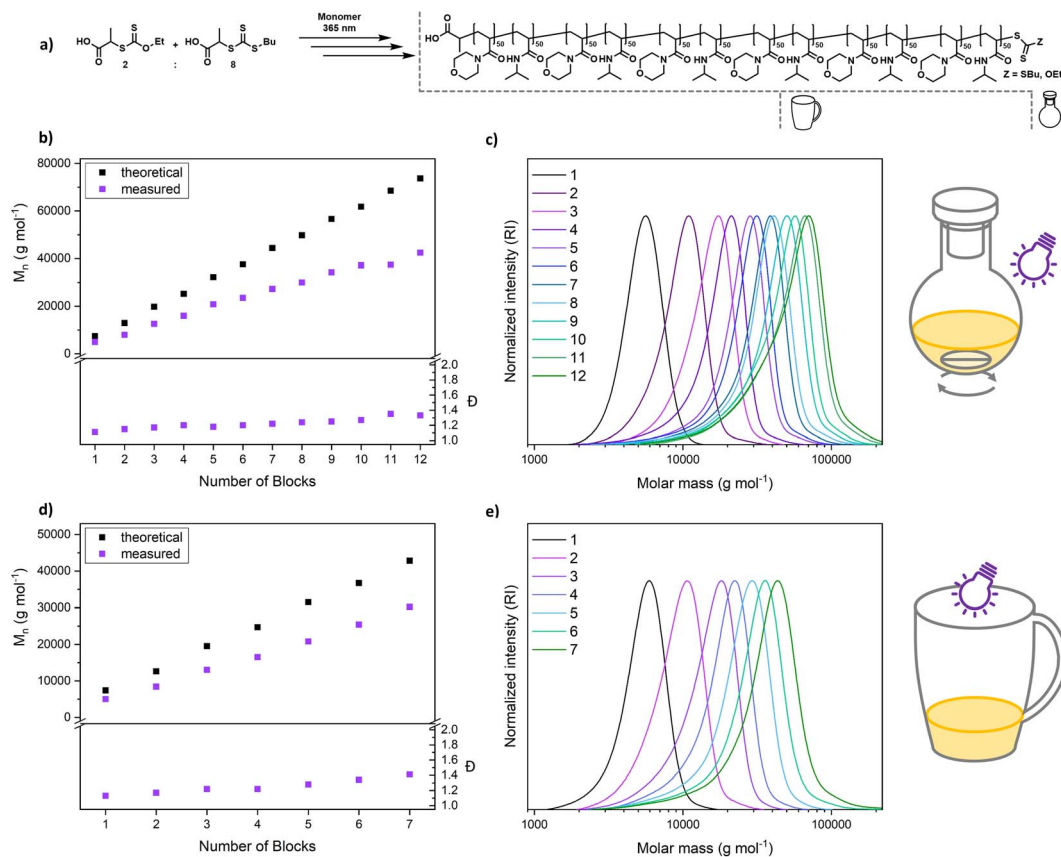 a)
HO
O
S
S
O
Et
2
+
:
HO
O
S
S
S
Bu
8
Monomer
365 nm
HO
O
50
50
50
50
50
50
50
50
50
50
50
50
S
Z
S
N
O
HN
O
N
O
HN
O
N
O
HN
O
N
O
HN
O
N
O
HN
O
N
O
HN
O
O
O
O
O
O
O
Z = SBu, OEt
b)
theoretical
measured
80000
60000
40000
20000
0
Mₙ (g mol⁻¹)
2.0
1.8
1.6
1.4
1.2
1.0
Đ
1 2 3 4 5 6 7 8 9 10 11 12
Number of Blocks
c)
1
2
3
4
5
6
7
8
9
10
11
12
Normalized intensity (RI)
1000 10000 100000
Molar mass (g mol⁻¹)
d)
theoretical
measured
50000
40000
30000
20000
10000
0
Mₙ (g mol⁻¹)
2.0
1.8
1.6
1.4
1.2
1.0
Đ
1 2 3 4 5 6 7
Number of Blocks
e)
1
2
3
4
5
6
7
Normalized intensity (RI)
1000 10000 100000
Molar mass (g mol⁻¹)